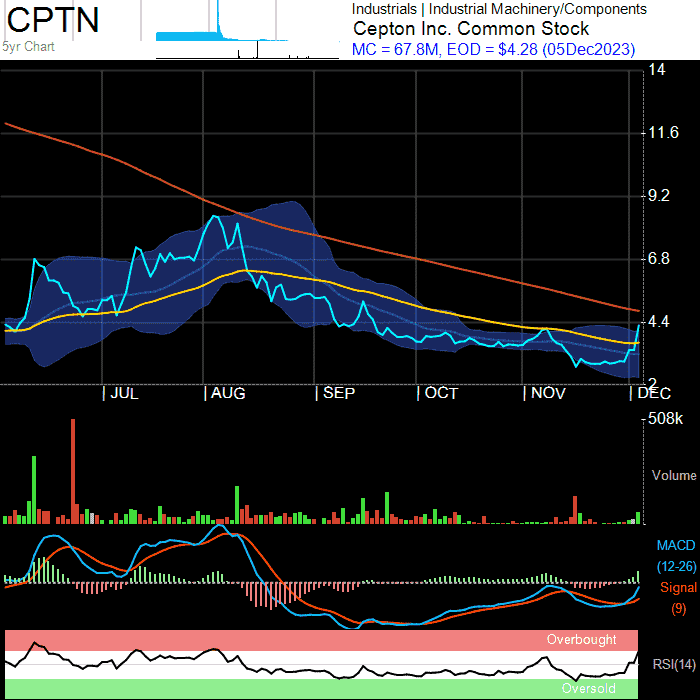 CPTN
5yr Chart
Industrials | Industrial Machinery/Components
Cepton Inc. Common Stock
MC = 67.8M, EOD = $4.28 (05Dec2023)
14
11.6
9.2
6.8
4.4
2
JUL
AUG
SEP
OCT
NOV
DEC
508k
Volume
MACD
(12-26)
Signal
(9)
Overbought
RSI(14)
Oversold